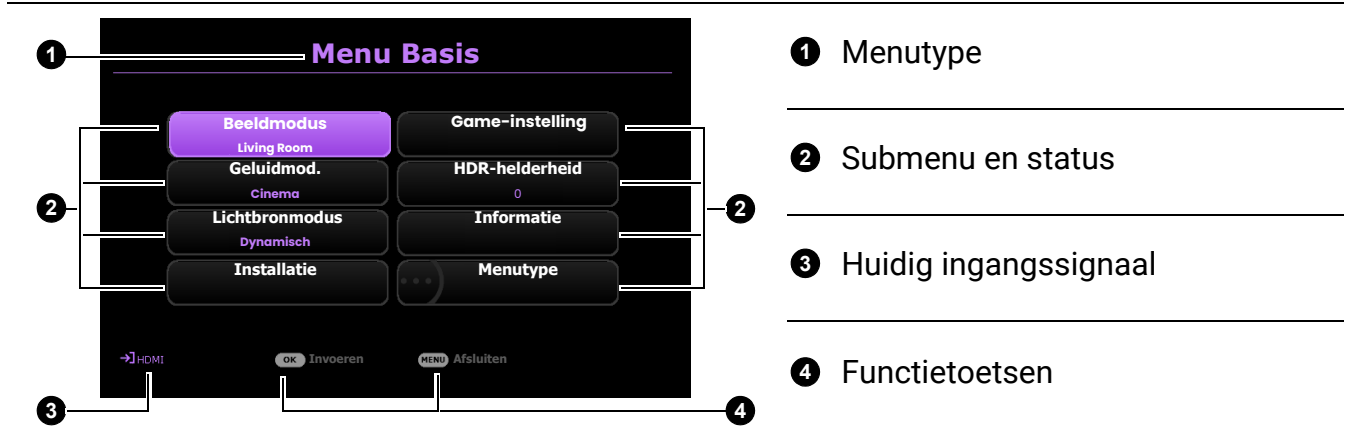 1 Menu Basis
Beeldmodus
Living Room
Game-instelling
Geluidmod.
Cinema
HDR-helderheid
0
2
2
Lichtbronmodus
Dynamisch
Informatie
Installatie
Menutype
HDMI
OK Invoeren
MENU Afsluiten
3
4
1 Menutype
2 Submenu en status
3 Huidig ingangssignaal
4 Functietoetsen